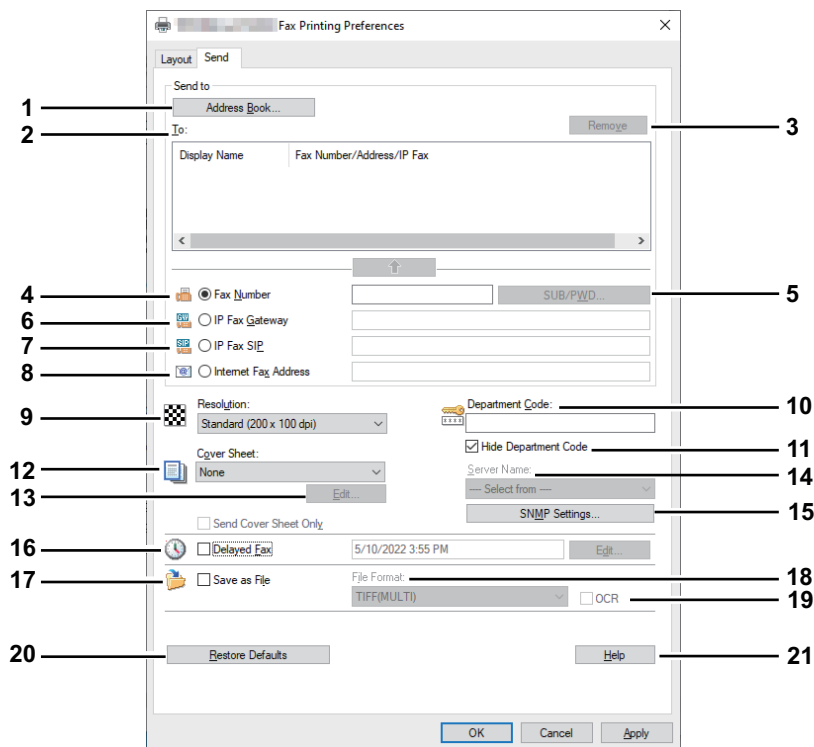 Fax Printing Preferences
Layout Send
Send to
1 Address Book...
2 To: Remove 3
Display Name Fax Number/Address/IP Fax
4 Fax Number SUB/PWD... 5
6 IP Fax Gateway
7 IP Fax SIP
8 Internet Fax Address
Resolution: Department Code: 10
9 Standard (200 x 100 dpi)
Hide Department Code 11
Cover Sheet:
12 None Server Name: 14
13 Edit... — Select from —
SNMP Settings... 15
Send Cover Sheet Only
16 Delayed Fax 5/10/2022 3:55 PM Edit...
17 Save as File File Format: 18
TIFF(MULTI) OCR 19
20 Restore Defaults Help 21
OK Cancel Apply